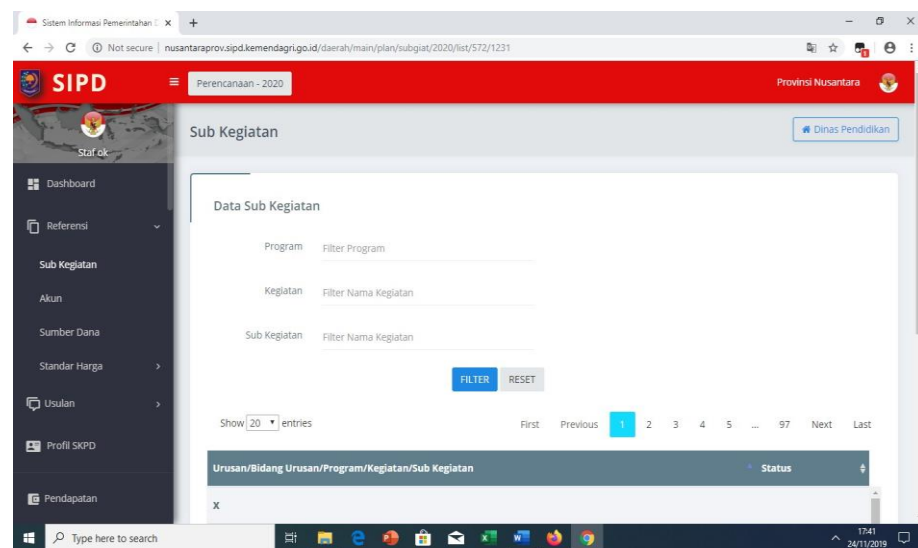 Sistem Informasi Pemerintahan D
Not secure
nusantaraprov.sipd.kemendagri.go.id/daerah/main/plan/subgiat/2020/list/572/1231
SIPD
Perencanaan - 2020
Provinsi Nusantara
Staf ok
Sub Kegiatan
Dinas Pendidikan
Dashboard
Referensi
Sub Kegiatan
Akun
Sumber Dana
Standar Harga
Usulan
Profil SKPD
Pendapatan
Data Sub Kegiatan
Program Filter Program
Kegiatan Filter Nama Kegiatan
Sub Kegiatan Filter Nama Kegiatan
FILTER RESET
Show 20 entries
First Previous 1 2 3 4 5 ... 97 Next Last
Urusan/Bidang Urusan/Program/Kegiatan/Sub Kegiatan Status
X
Type here to search
17:41
24/11/2019